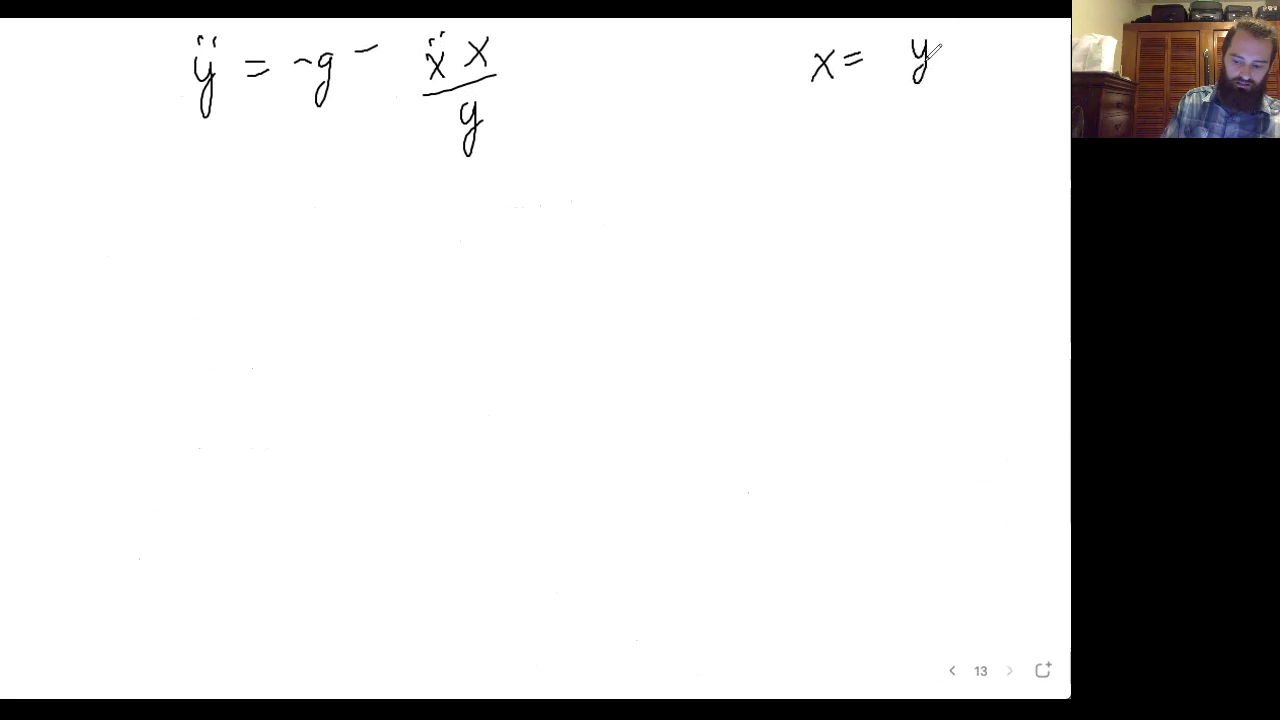 ÿ = -g - ẍ x / y
x = y
13